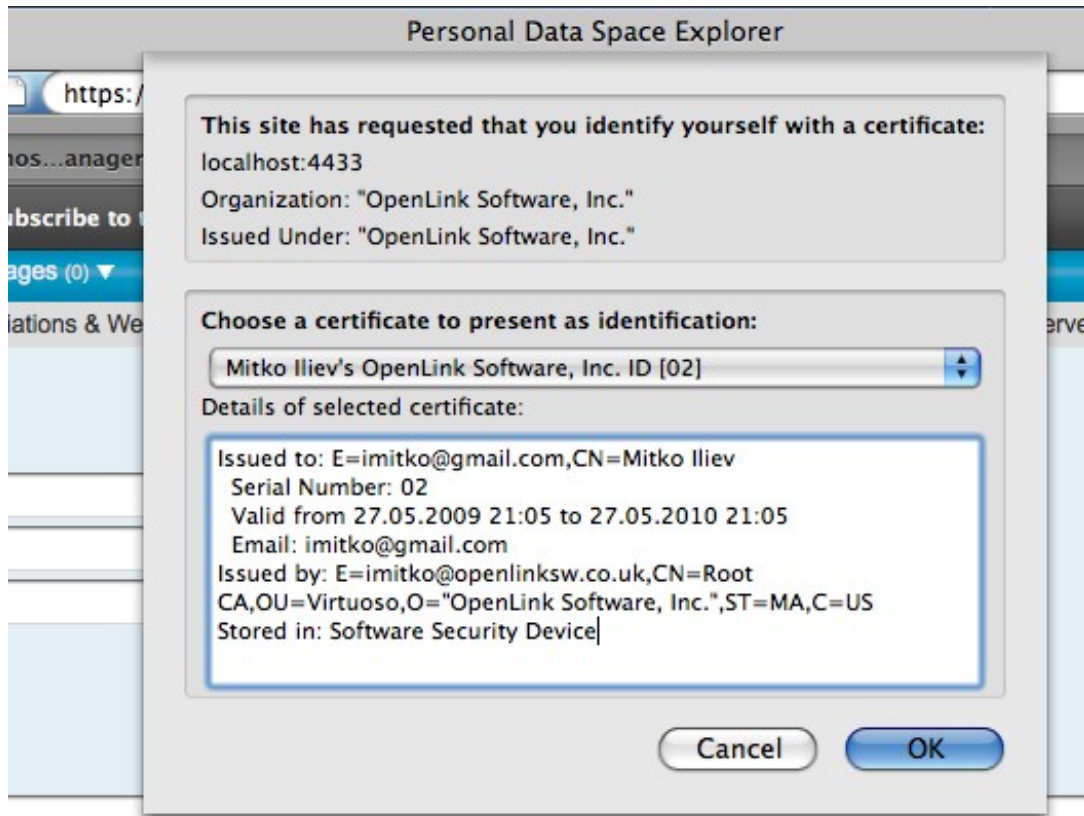 Personal Data Space Explorer
https:/
nos...anager
ubscribe to t
ages (0) ▼
iations & We
erve
This site has requested that you identify yourself with a certificate:
localhost:4433
Organization: "OpenLink Software, Inc."
Issued Under: "OpenLink Software, Inc."
Choose a certificate to present as identification:
Mitko Iliev's OpenLink Software, Inc. ID [02]
Details of selected certificate:
Issued to: E=imitko@gmail.com,CN=Mitko Iliev
Serial Number: 02
Valid from 27.05.2009 21:05 to 27.05.2010 21:05
Email: imitko@gmail.com
Issued by: E=imitko@openlinksw.co.uk,CN=Root
CA,OU=Virtuoso,O="OpenLink Software, Inc.",ST=MA,C=US
Stored in: Software Security Device
Cancel
OK